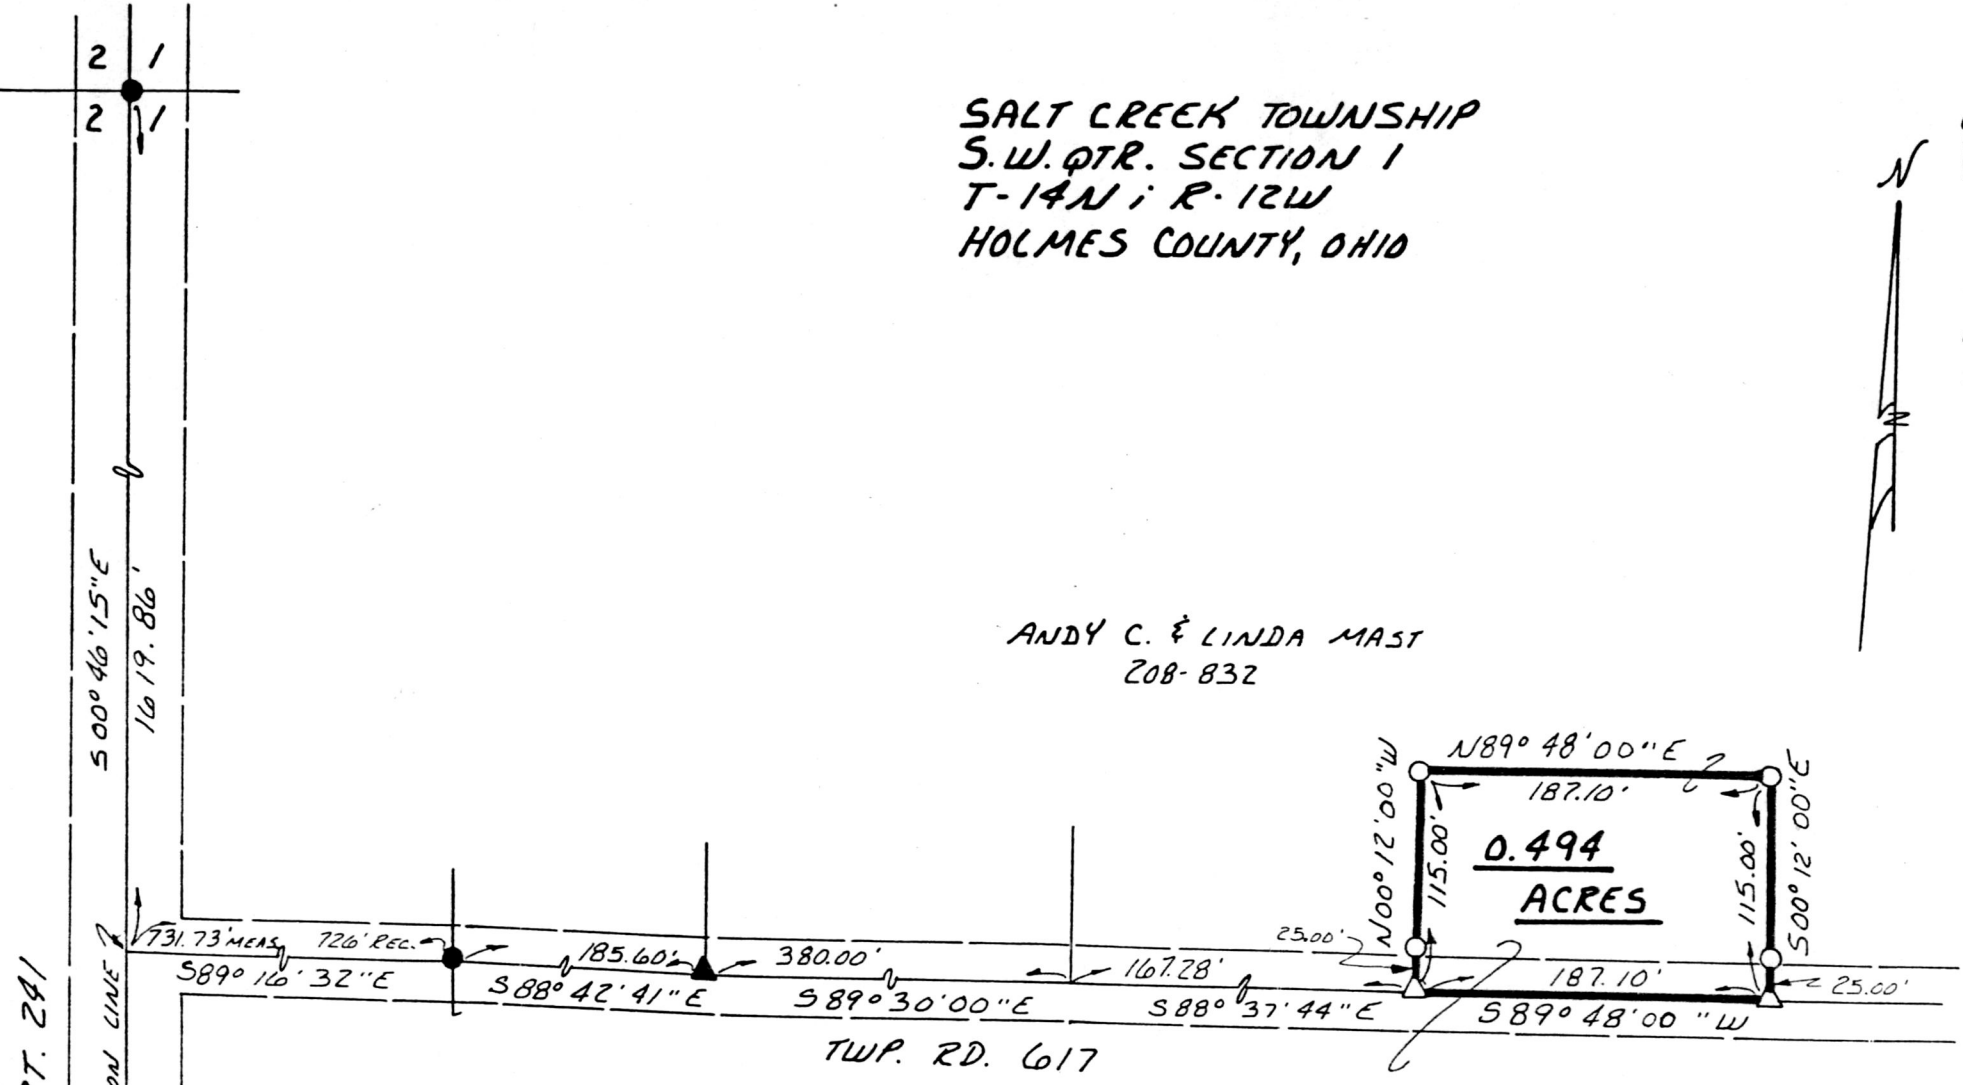 2 1
2 1
SALT CREEK TOWNSHIP
S.W. QTR. SECTION 1
T-14N ; R-12W
HOLMES COUNTY, OHIO
N
S00°46'15"E
1619.86'
ANDY C. & LINDA MAST
208-832
N89°48'00"E
187.10'
N00°12'00"W
115.00'
0.494
ACRES
115.00'
S00°12'00"E
731.73' MEAS.
726' REC.
185.60'
380.00'
167.28'
25.00'
187.10'
25.00'
S89°16'32"E
S88°42'41"E
S89°30'00"E
S88°37'44"E
S89°48'00"W
TWP. RD. 617
241
LINE